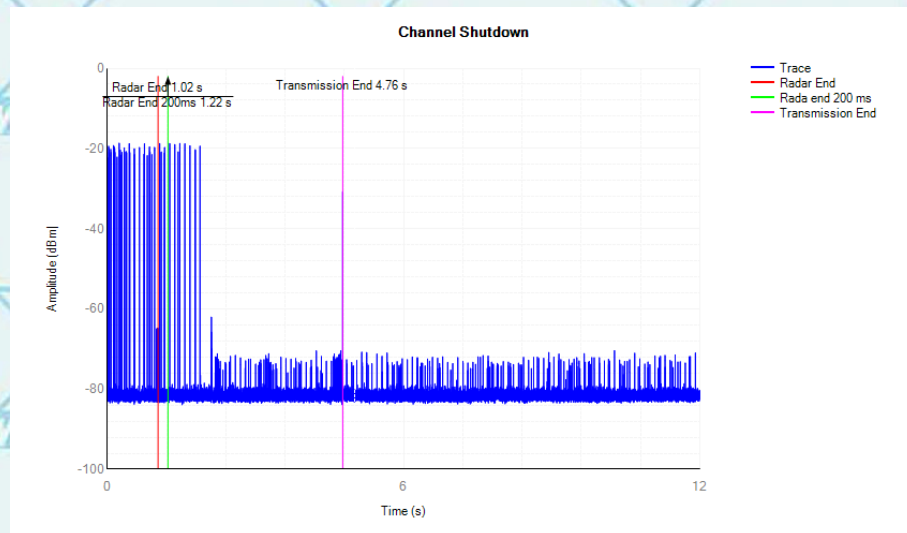 Channel Shutdown
0
-20
-40
-60
-80
-100
Amplitude (dBm|
Radar End 1.02 s
Radar End 200ms 1.22 s
Transmission End 4.76 s
0
6
12
Time (s)
Trace
Radar End
Rada end 200 ms
Transmission End